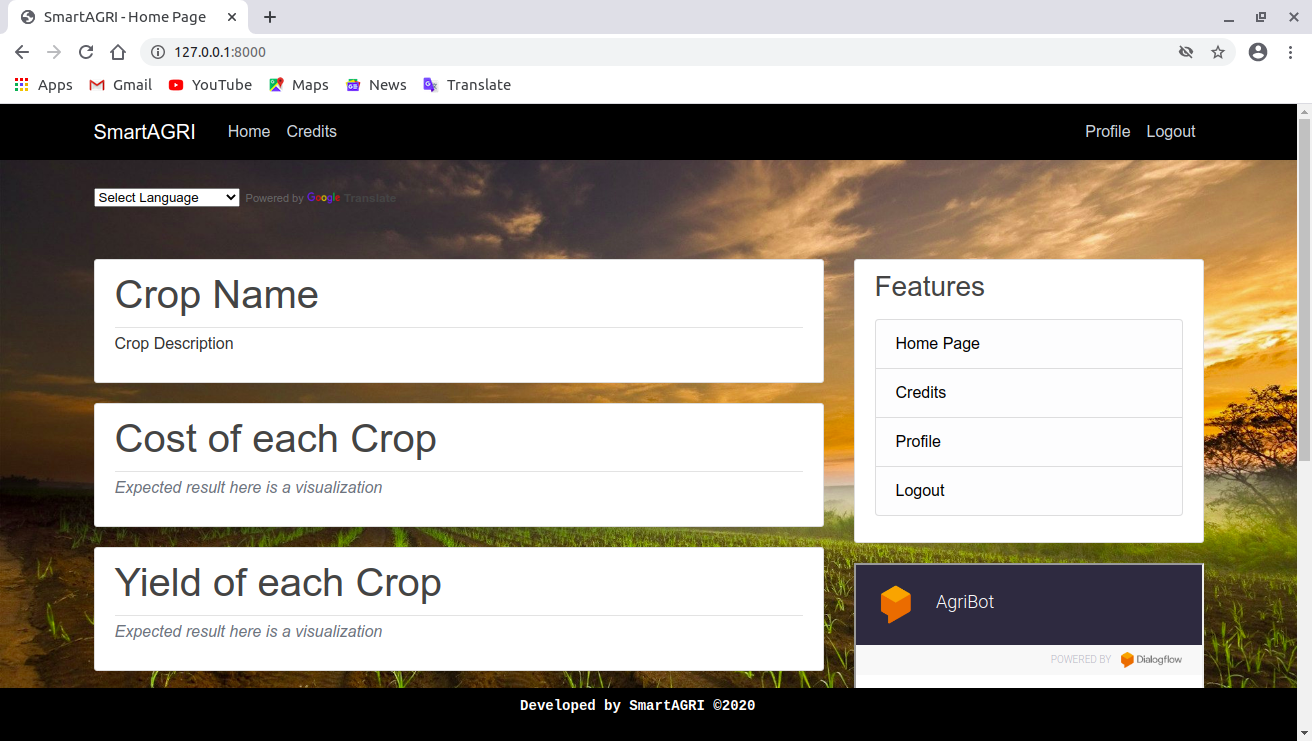 SmartAGRI - Home Page
127.0.0.1:8000
Apps Gmail YouTube Maps News Translate
SmartAGRI Home Credits Profile Logout
Select Language Powered by Google Translate
Crop Name
Crop Description
Cost of each Crop
Expected result here is a visualization
Yield of each Crop
Expected result here is a visualization
Features
Home Page
Credits
Profile
Logout
AgriBot
POWERED BY Dialogflow
Developed by SmartAGRI ©2020